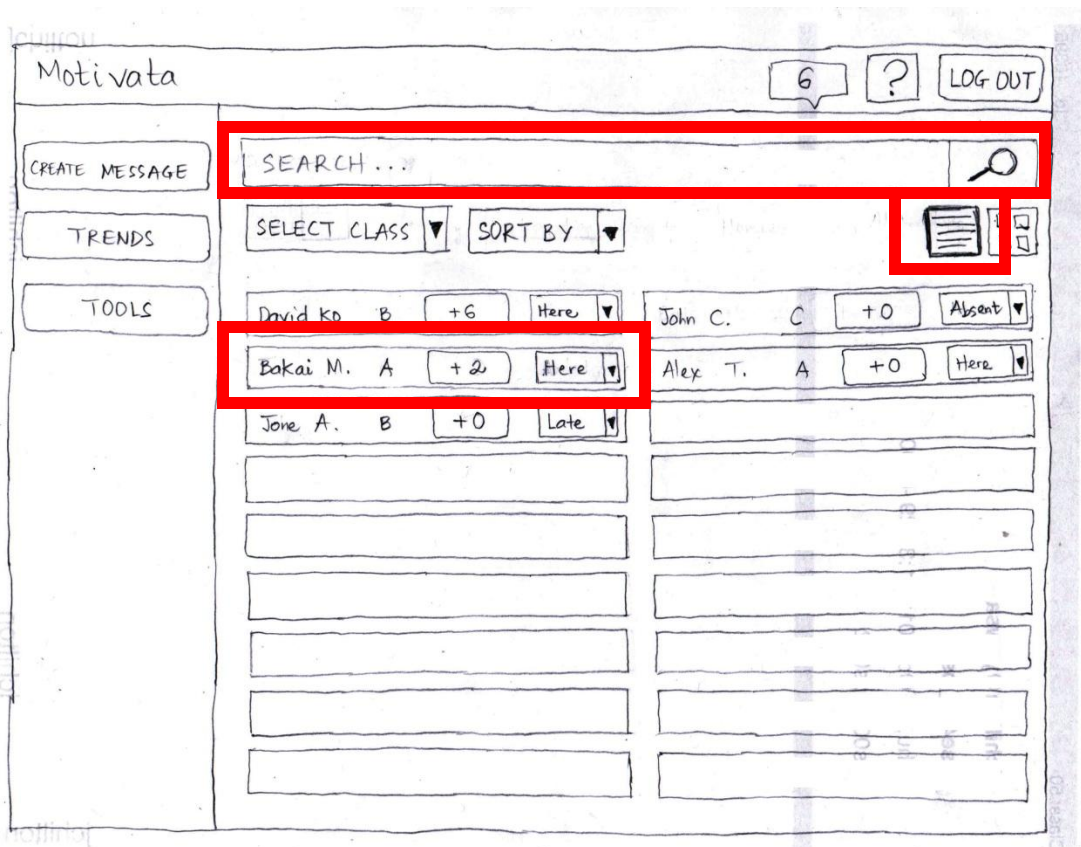 Motivata
6
?
LOG OUT
CREATE MESSAGE
SEARCH...
TRENDS
SELECT CLASS ▼ SORT BY ▼
TOOLS
David Ko B +6 Here ▼
John C. C +0 Absent ▼
Bakai M. A +2 Here ▼
Alex T. A +0 Here ▼
Jone A. B +0 Late ▼